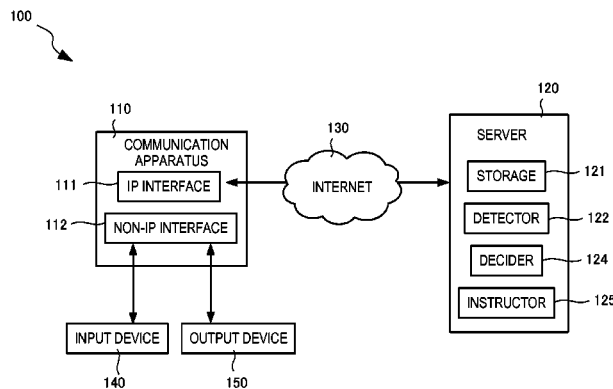 100
110
COMMUNICATION
APPARATUS
111
IP INTERFACE
112
NON-IP INTERFACE
130
INTERNET
120
SERVER
STORAGE
121
DETECTOR
122
DECIDER
124
INSTRUCTOR
125
INPUT DEVICE
140
OUTPUT DEVICE
150